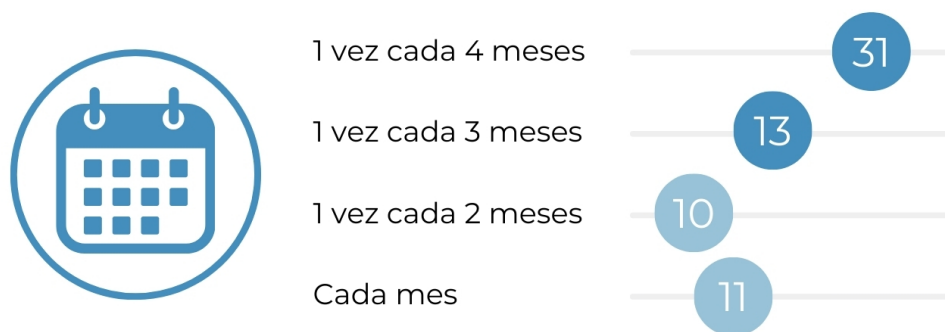 1 vez cada 4 meses 31
1 vez cada 3 meses 13
1 vez cada 2 meses 10
Cada mes 11